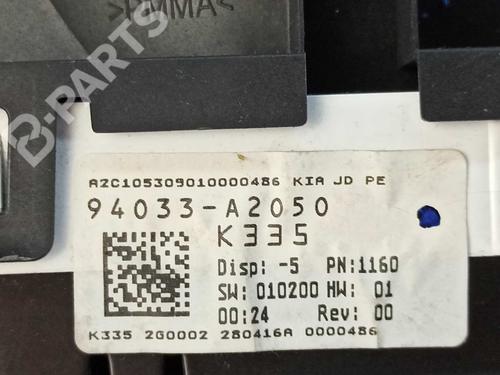 >PMMA<
B-PARTS
A2C105309010000486 KIA JD PE
94033-A2050
K335
Disp: -5 PN:1160
SW: 010200 HW: 01
00:24 Rev: 00
K335 2G0002 280416A 0000486